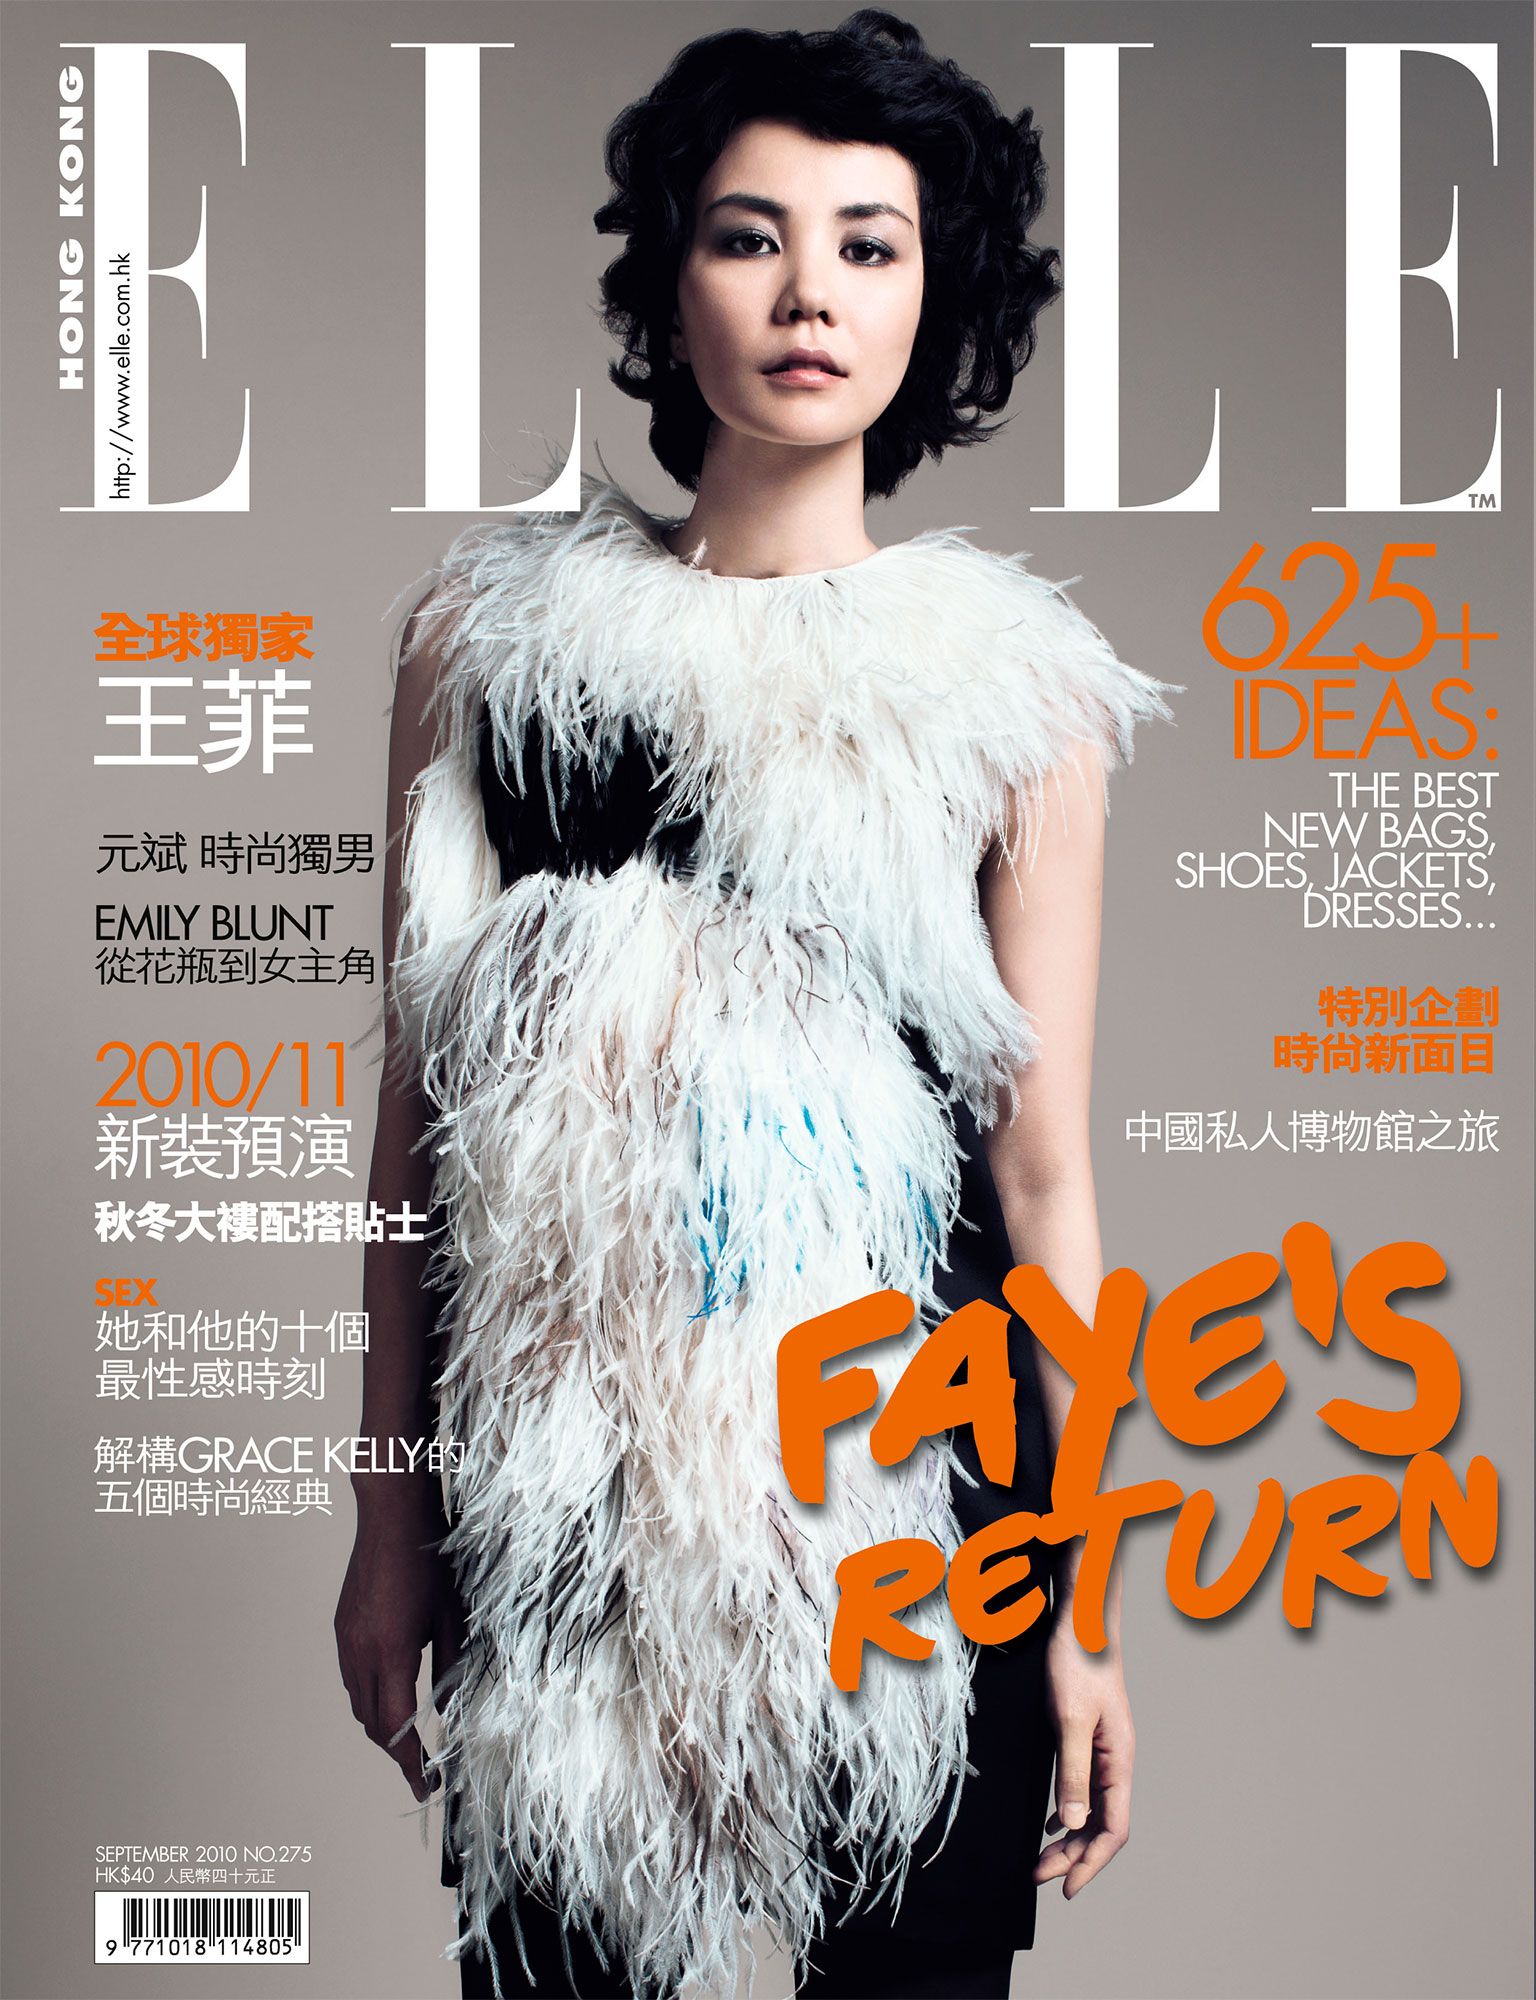 ELLE
HONG KONG
http://www.elle.com.hk
TM
全球獨家
王菲
元斌 時尚獨男
EMILY BLUNT
從花瓶到女主角
2010/11
新裝預演
秋冬大褸配搭貼士
SEX
她和他的十個
最性感時刻
解構GRACE KELLY的
五個時尚經典
625+
IDEAS:
THE BEST
NEW BAGS,
SHOES, JACKETS,
DRESSES...
特別企劃
時尚新面目
中國私人博物館之旅
FAYE'S
RETURN
SEPTEMBER 2010 NO.275
HK$40 人民幣四十元正
9 771018 114805